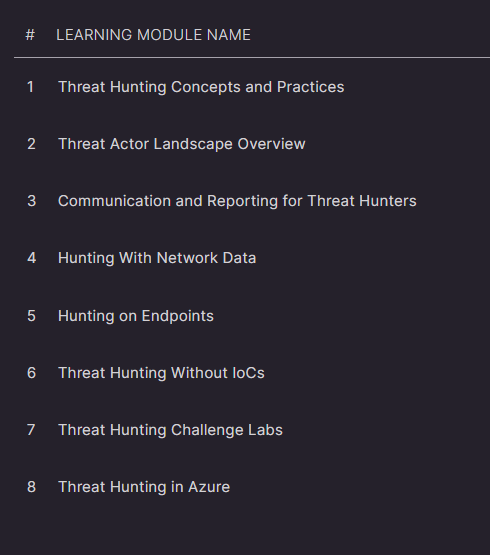 # LEARNING MODULE NAME
1 Threat Hunting Concepts and Practices
2 Threat Actor Landscape Overview
3 Communication and Reporting for Threat Hunters
4 Hunting With Network Data
5 Hunting on Endpoints
6 Threat Hunting Without IoCs
7 Threat Hunting Challenge Labs
8 Threat Hunting in Azure